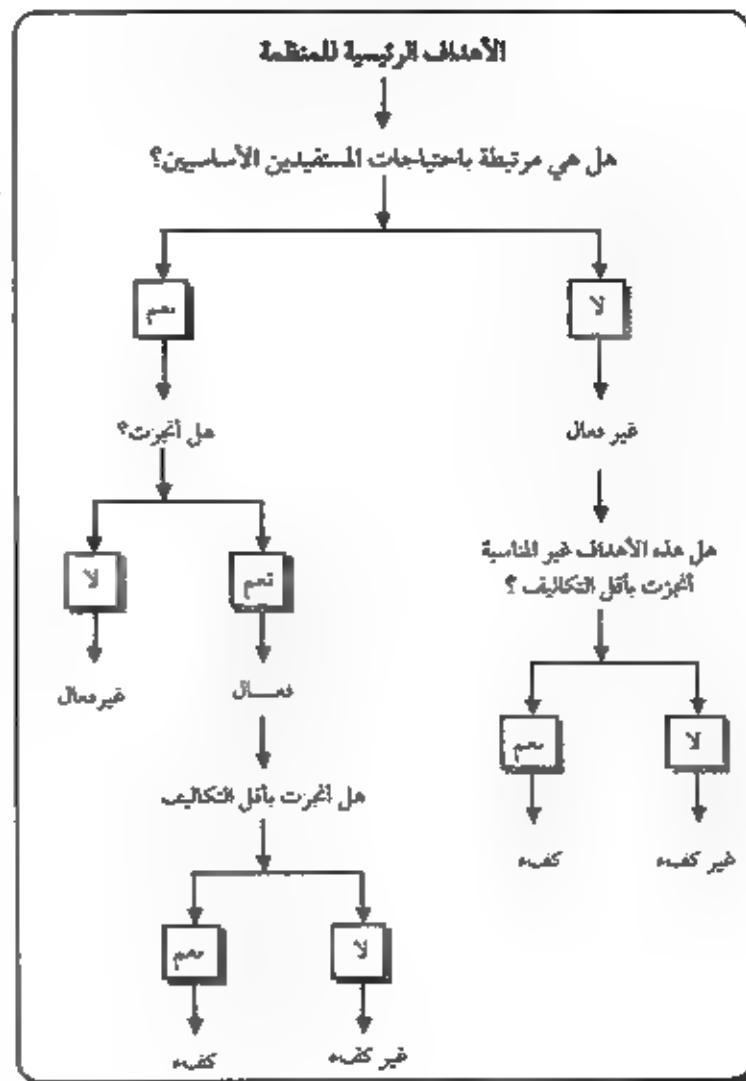 الأهداف الرئيسية للمنظمة
هل هي مرتبطة باحتياجات المستفيدين الأساسيين؟
لا
نعم
غير فعال
هل أنجزت؟
هل هذه الأهداف غير المناسبة
أنجزت بأقل التكاليف ؟
نعم
لا
فعـــال
غير فعال
لا
نعم
هل أنجزت بأقل التكاليف
غير كفء
كفء
لا
نعم
غير كفء
كفء